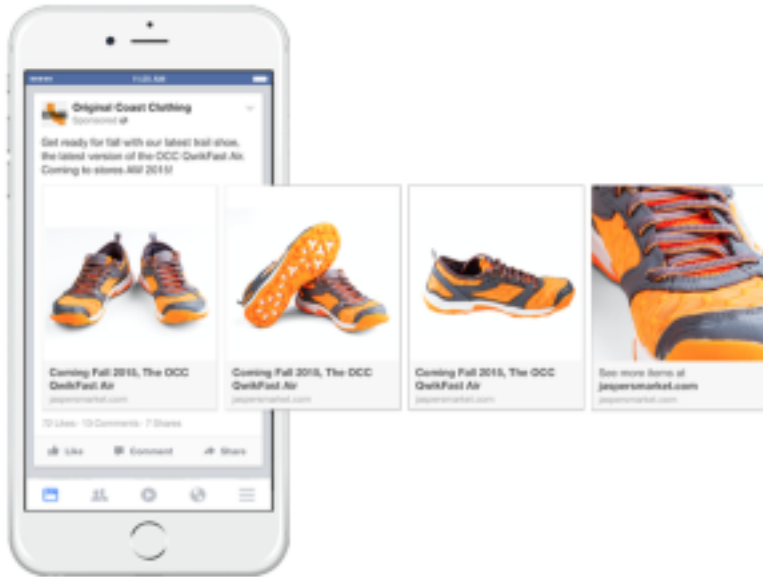 11:20 AM
Original Coast Clothing
Sponsored
Get ready for fall with our latest trail shoe,
the latest version of the OCC QwikFast Air.
Coming to stores AW 2015!
Coming Fall 2015, The OCC
QwikFast Air
jaspersmarket.com
Coming Fall 2015, The OCC
QwikFast Air
jaspersmarket.com
Coming Fall 2015, The OCC
QwikFast Air
jaspersmarket.com
See more items at
jaspersmarket.com
jaspersmarket.com
Likes · 13 Comments · 7 Shares
Like
Comment
Share